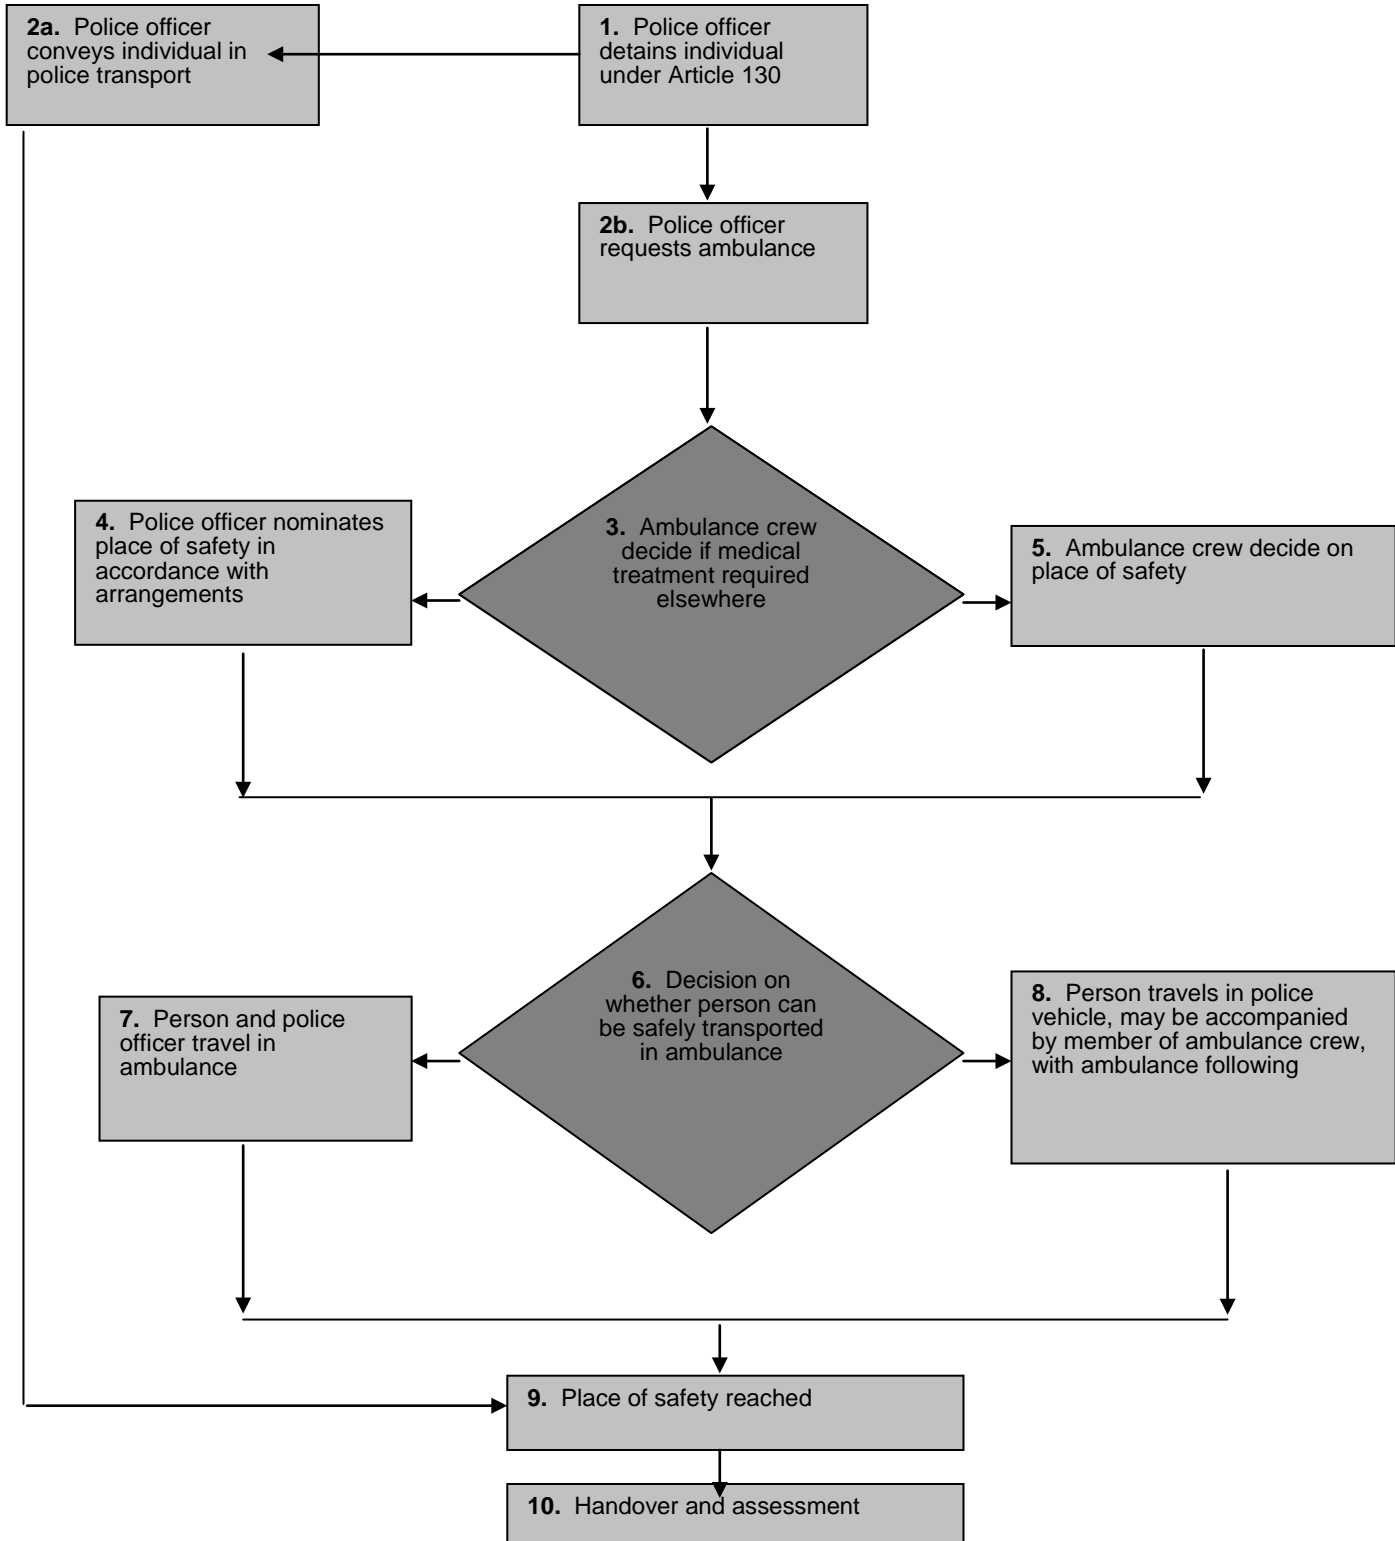 2a. Police officer
conveys individual in
police transport
1. Police officer
detains individual
under Article 130
2b. Police officer
requests ambulance
3. Ambulance crew
decide if medical
treatment required
elsewhere
4. Police officer nominates
place of safety in
accordance with
arrangements
5. Ambulance crew decide on
place of safety
6. Decision on
whether person can
be safely transported
in ambulance
7. Person and police
officer travel in
ambulance
8. Person travels in police
vehicle, may be accompanied
by member of ambulance crew,
with ambulance following
9. Place of safety reached
10. Handover and assessment